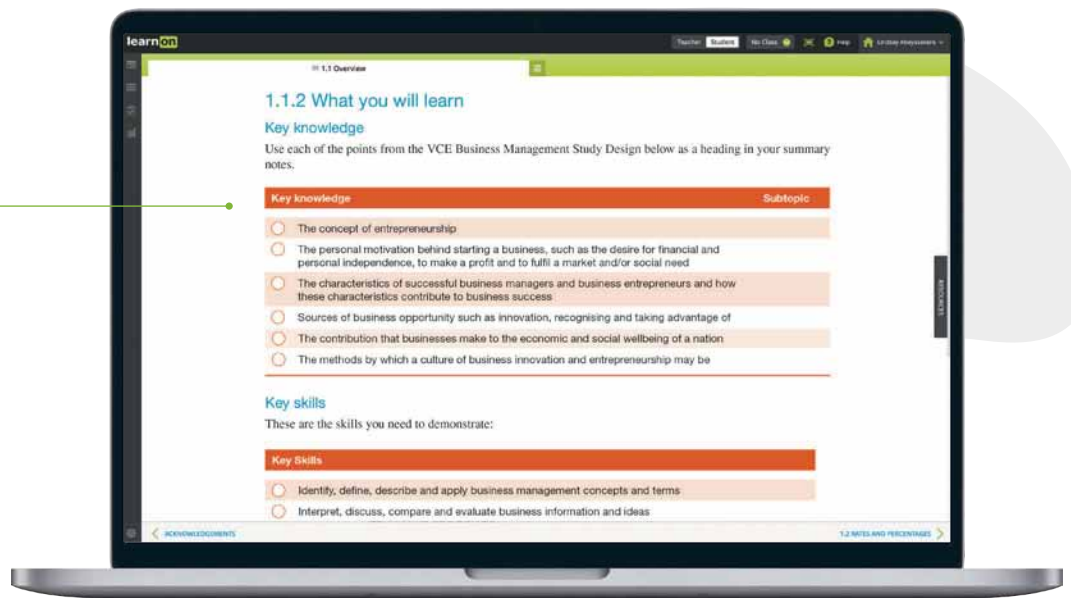 learnon
Teacher Student No Class Help
1.1 Overview
1.1.2 What you will learn
Key knowledge
Use each of the points from the VCE Business Management Study Design below as a heading in your summary
notes.
Key knowledge Subtopic
The concept of entrepreneurship
The personal motivation behind starting a business, such as the desire for financial and
personal independence, to make a profit and to fulfil a market and/or social need
The characteristics of successful business managers and business entrepreneurs and how
these characteristics contribute to business success
Sources of business opportunity such as innovation, recognising and taking advantage of
The contribution that businesses make to the economic and social wellbeing of a nation
The methods by which a culture of business innovation and entrepreneurship may be
RESOURCES
Key skills
These are the skills you need to demonstrate:
Key Skills
Identify, define, describe and apply business management concepts and terms
Interpret, discuss, compare and evaluate business information and ideas
ACKNOWLEDGEMENTS 1.2 RATES AND PERCENTAGES